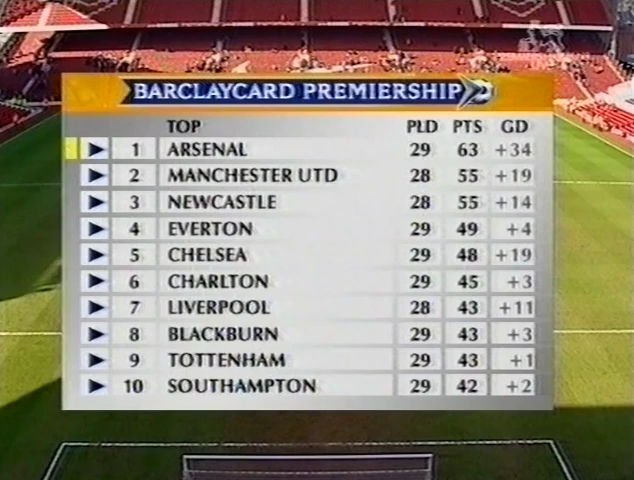 BARCLAYCARD PREMIERSHIP
TOP PLD PTS GD
1 ARSENAL 29 63 +34
2 MANCHESTER UTD 28 55 +19
3 NEWCASTLE 28 55 +14
4 EVERTON 29 49 +4
5 CHELSEA 29 48 +19
6 CHARLTON 29 45 +3
7 LIVERPOOL 28 43 +11
8 BLACKBURN 29 43 +3
9 TOTTENHAM 29 43 +1
10 SOUTHAMPTON 29 42 +2